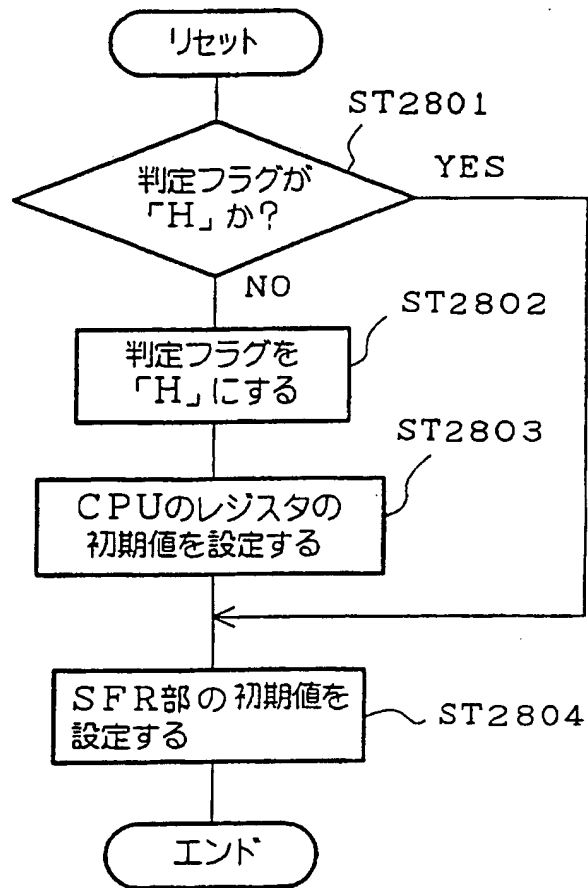 リセット
ST2801
判定フラグが
「H」か?
YES
NO
ST2802
判定フラグを
「H」にする
ST2803
CPUのレジスタの
初期値を設定する
SFR部の初期値を
設定する
ST2804
エンド